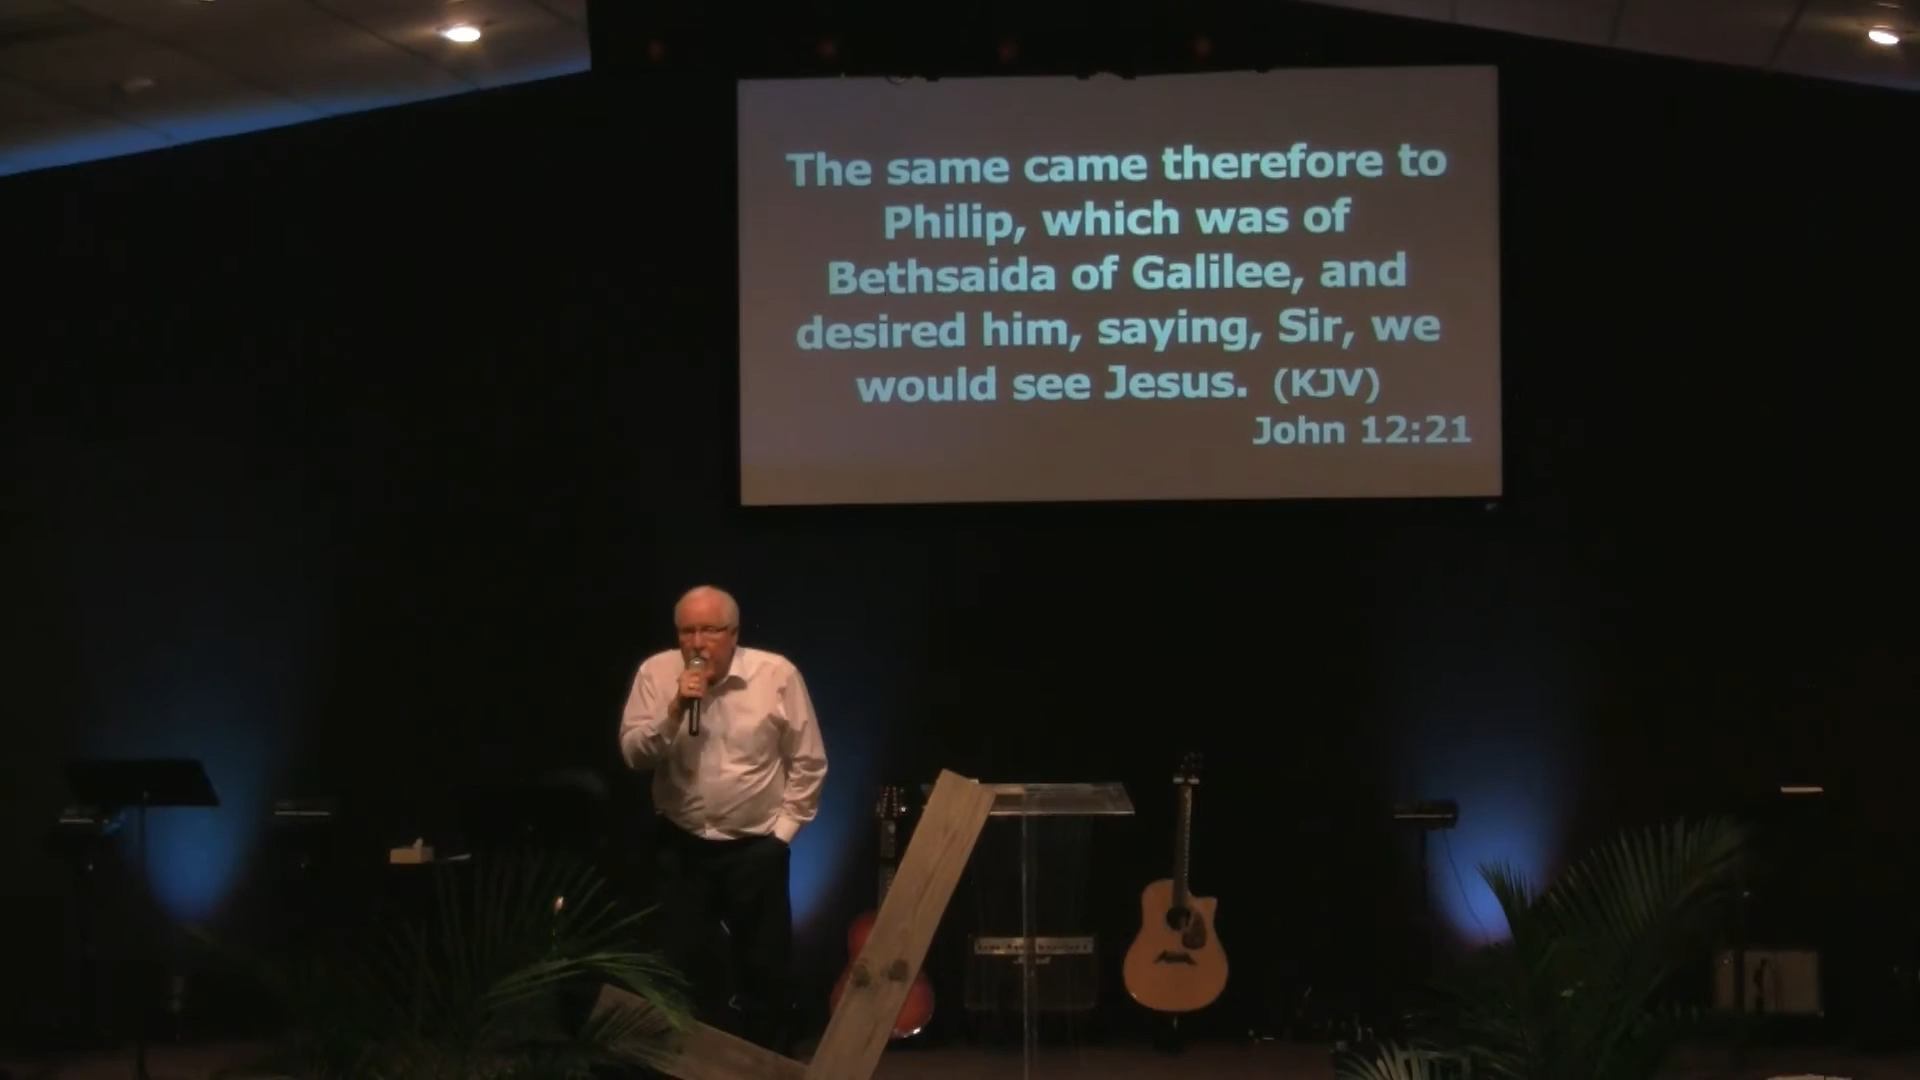 The same came therefore to
Philip, which was of
Bethsaida of Galilee, and
desired him, saying, Sir, we
would see Jesus. (KJV)
John 12:21